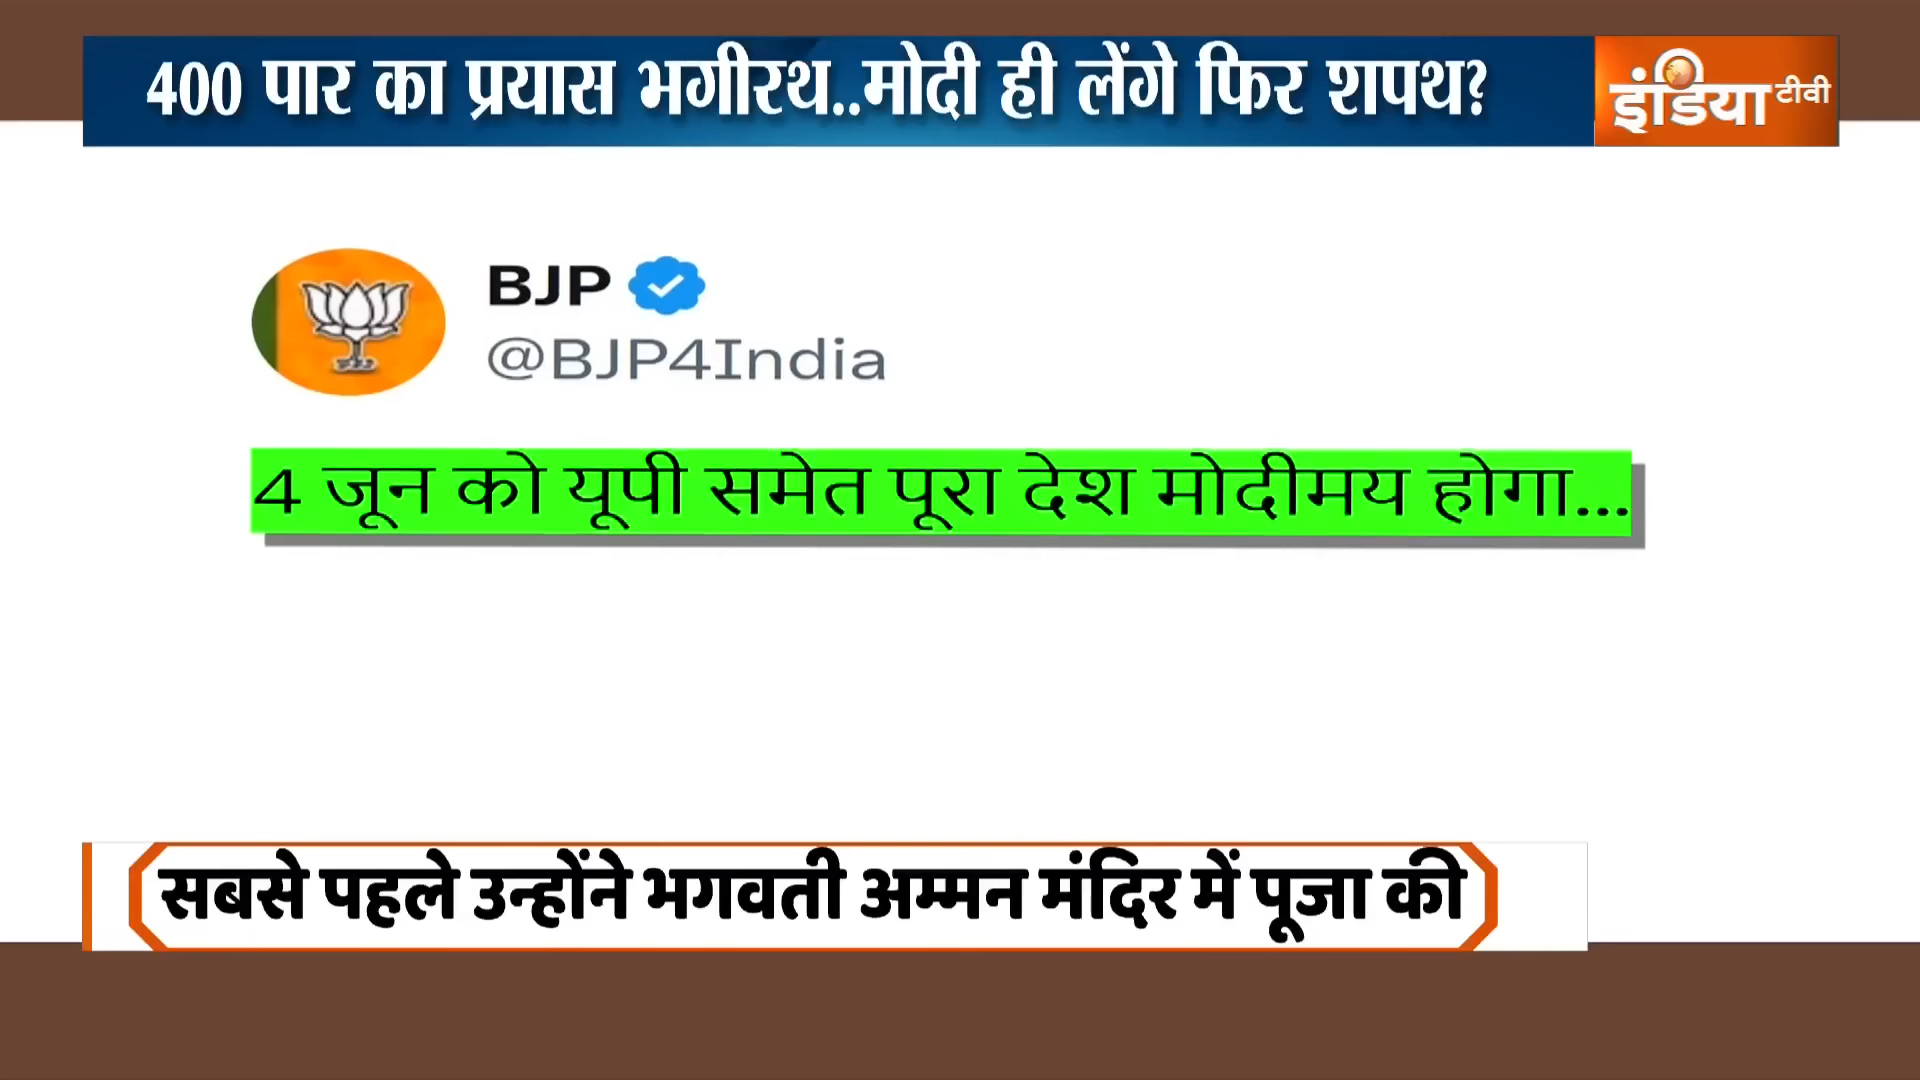 400 पार का प्रयास भगीरथ..मोदी ही लेंगे फिर शपथ?
इंडिया टीवी
BJP
@BJP4India
4 जून को यूपी समेत पूरा देश मोदीमय होगा...
सबसे पहले उन्होंने भगवती अम्मन मंदिर में पूजा की